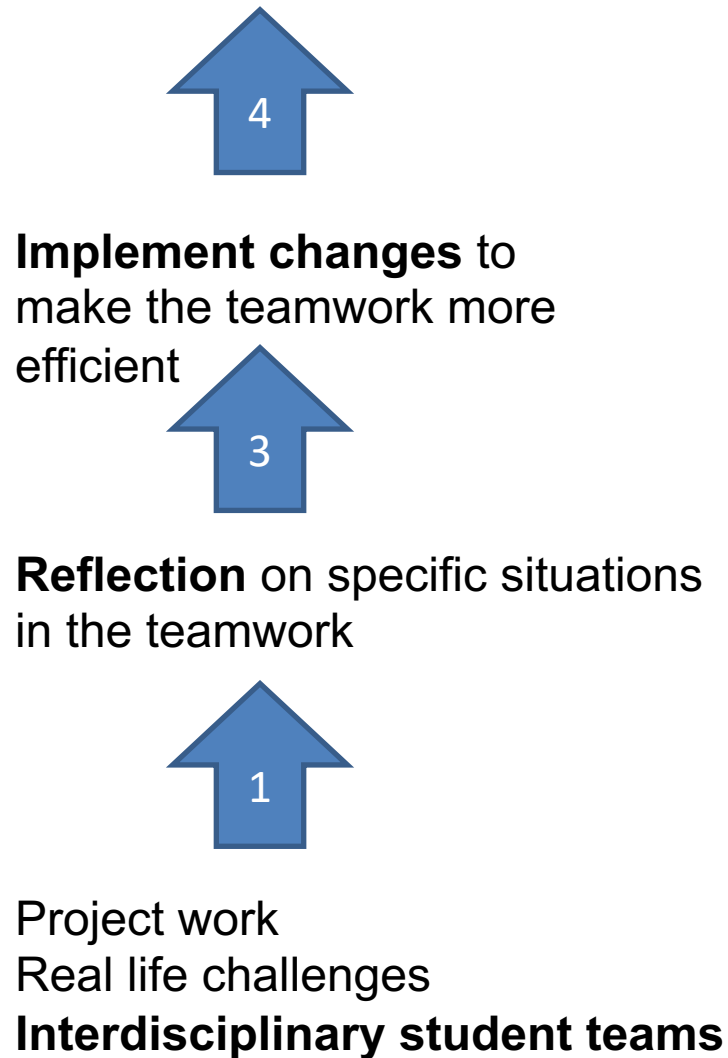 4
Implement changes to
make the teamwork more
efficient
3
Reflection on specific situations
in the teamwork
1
Project work
Real life challenges
Interdisciplinary student teams